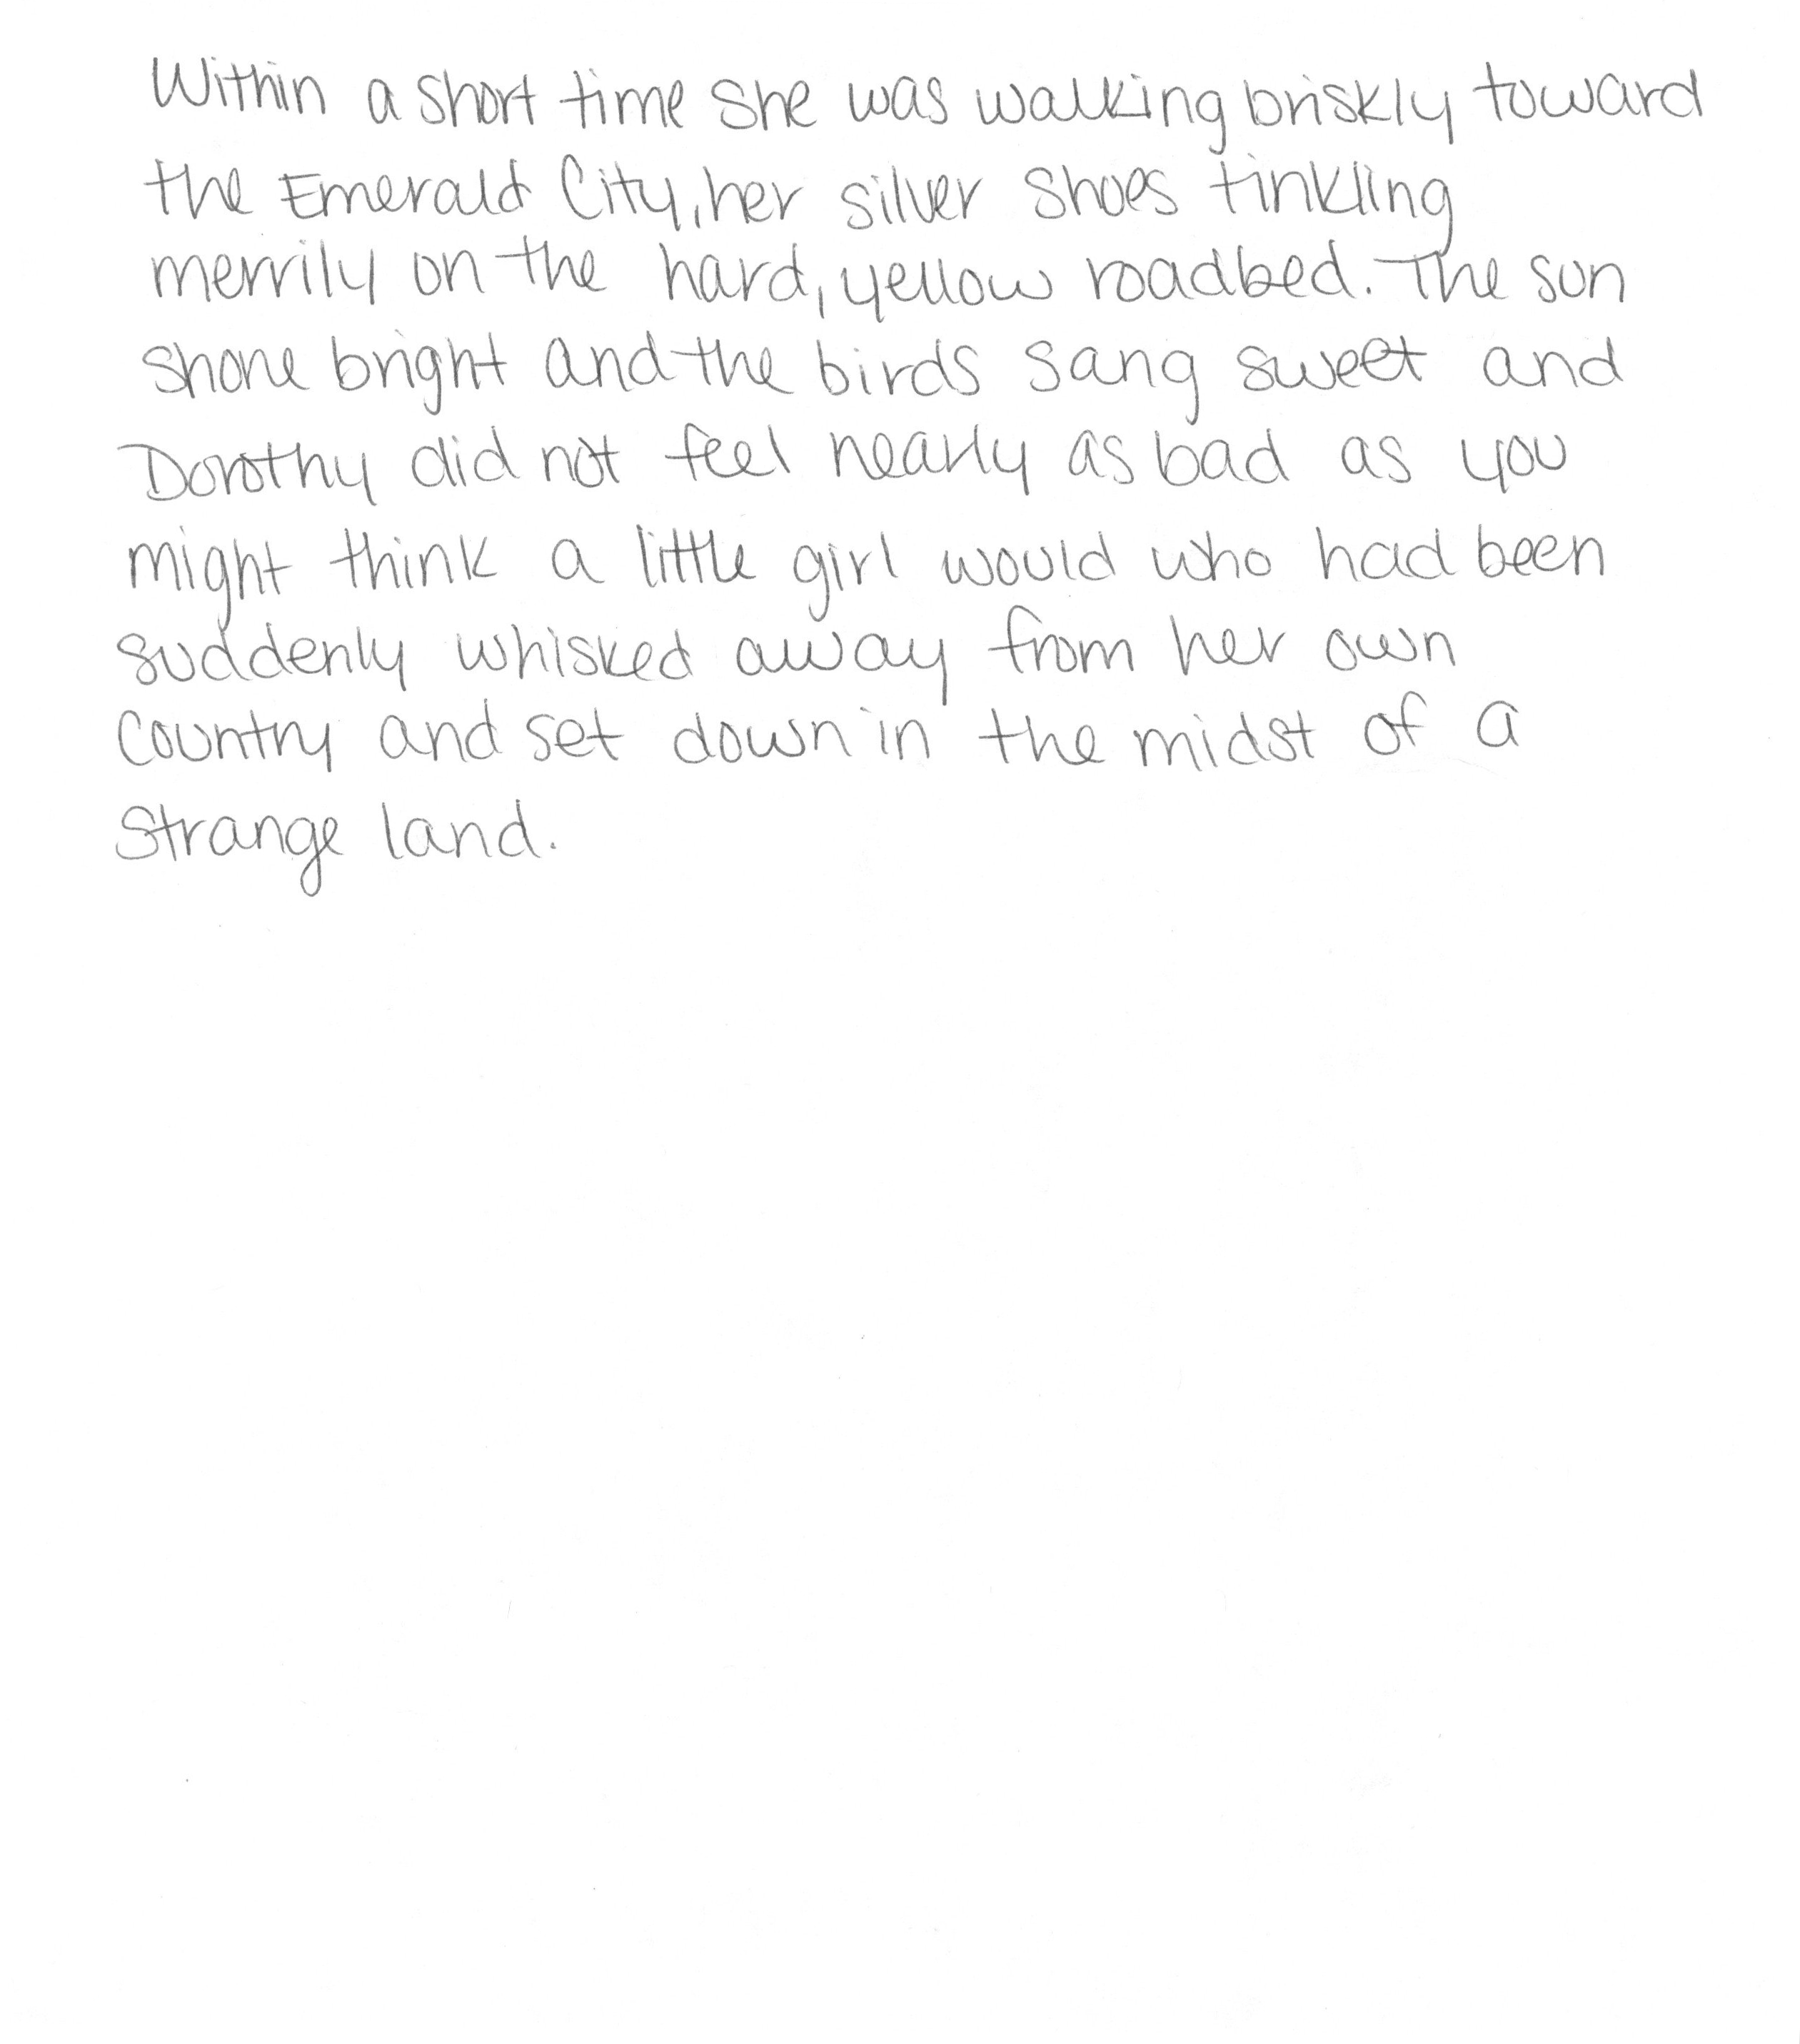 Within a short time she was walking briskly toward
the Emerald City, her silver shoes tinkling
merrily on the hard, yellow roadbed. The sun
shone bright and the birds sang sweet and
Dorothy did not feel nearly as bad as you
might think a little girl would who had been
suddenly whisked away from her own
country and set down in the midst of a
strange land.